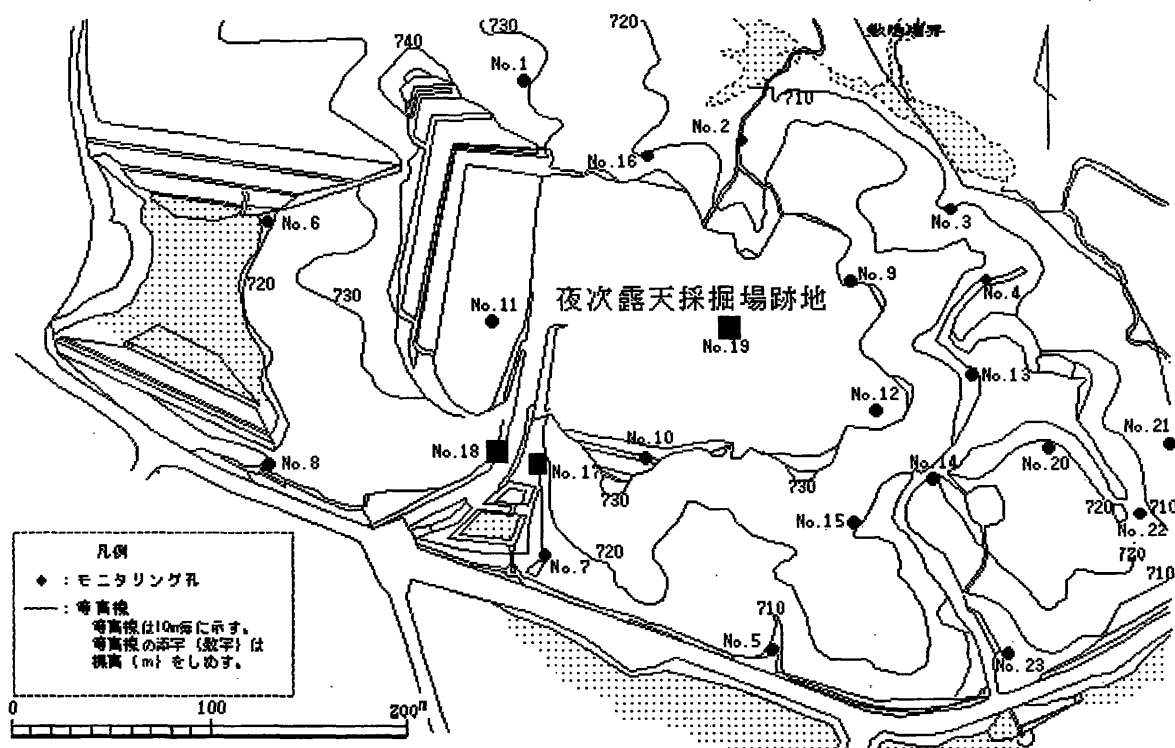 730
720
740
No.1
710
No.2
No.16
No.3
No.6
720
No.9
No.4
730
夜次露天採掘場跡地
No.11
No.19
No.13
No.12
No.21
No.18
No.10
No.8
No.17
No.14
No.20
730
730
720
710
No.15
No.22
凡例
◆ : モニタリング孔
720
720
No.7
710
: 等高線
等高線は10m毎に示す。
等高線の添字(数字)は
標高(m)をしめす。
710
No.5
No.23
0 100 200m